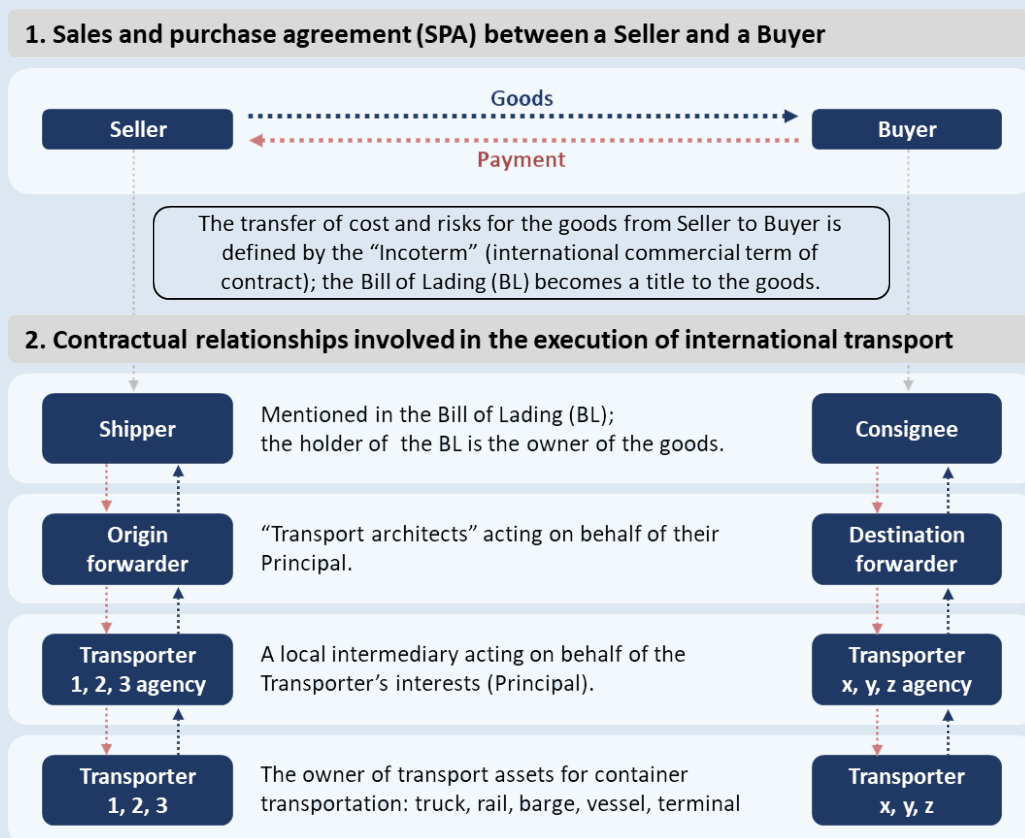 1. Sales and purchase agreement (SPA) between a Seller and a Buyer
Goods
Seller
Buyer
Payment
The transfer of cost and risks for the goods from Seller to Buyer is
defined by the “Incoterm” (international commercial term of
contract); the Bill of Lading (BL) becomes a title to the goods.
2. Contractual relationships involved in the execution of international transport
Shipper
Mentioned in the Bill of Lading (BL);
the holder of the BL is the owner of the goods.
Consignee
Origin
forwarder
“Transport architects” acting on behalf of their
Principal.
Destination
forwarder
Transporter
1, 2, 3 agency
A local intermediary acting on behalf of the
Transporter’s interests (Principal).
Transporter
x, y, z agency
Transporter
1, 2, 3
The owner of transport assets for container
transportation: truck, rail, barge, vessel, terminal
Transporter
x, y, z